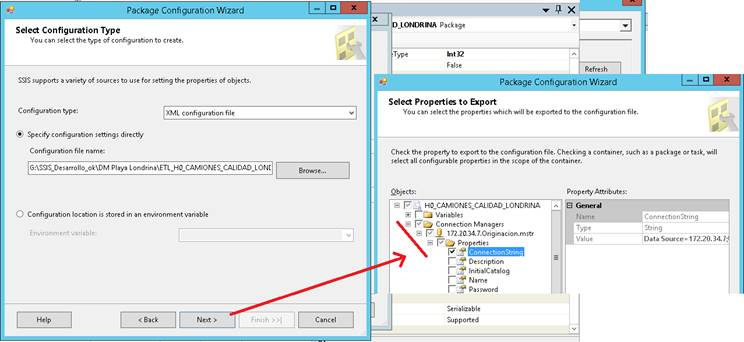 Package Configuration Wizard
Select Configuration Type
You can select the type of configuration to create.
SSIS supports a variety of sources to use for setting the properties of objects.
Configuration type:
XML configuration file
Specify configuration settings directly
Configuration file name:
G:\SSIS_Desarrollo_ok\DM Playa Londrina\ETL_H0_CAMIONES_CALIDAD_LOND
Browse...
Configuration location is stored in an environment variable
Environment variable:
Help
< Back
Next >
Finish >>|
Cancel
D_LONDRINA Package
eType
Int32
False
Refresh
Package Configuration Wizard
Select Properties to Export
You can select the properties which will be exported to the configuration file.
Check the property to export to the configuration file. Checking a container, such as a package or task, will
select all configurable properties in the scope of the container.
Objects:
Property Attributes:
H0_CAMIONES_CALIDAD_LONDRINA
Variables
Connection Managers
172.20.34.7.Originacion.mstr
Properties
ConnectionString
Description
InitialCatalog
Name
Password
General
Name ConnectionString
Type String
Value Data Source=172.20.34.7;
Serializable
Supported